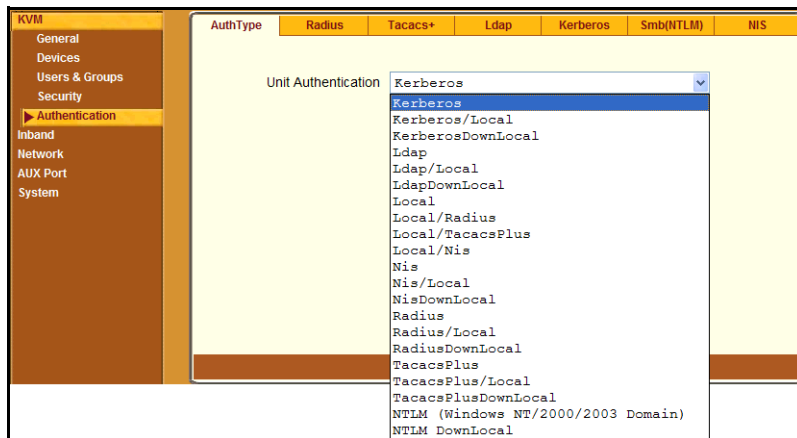 KVM
General
Devices
Users & Groups
Security
Authentication
Inband
Network
AUX Port
System
AuthType Radius Tacacs+ Ldap Kerberos Smb(NTLM) NIS
Unit Authentication Kerberos
Kerberos
Kerberos/Local
KerberosDownLocal
Ldap
Ldap/Local
LdapDownLocal
Local
Local/Radius
Local/TacacsPlus
Local/Nis
Nis
Nis/Local
NisDownLocal
Radius
Radius/Local
RadiusDownLocal
TacacsPlus
TacacsPlus/Local
TacacsPlusDownLocal
NTLM (Windows NT/2000/2003 Domain)
NTLM DownLocal